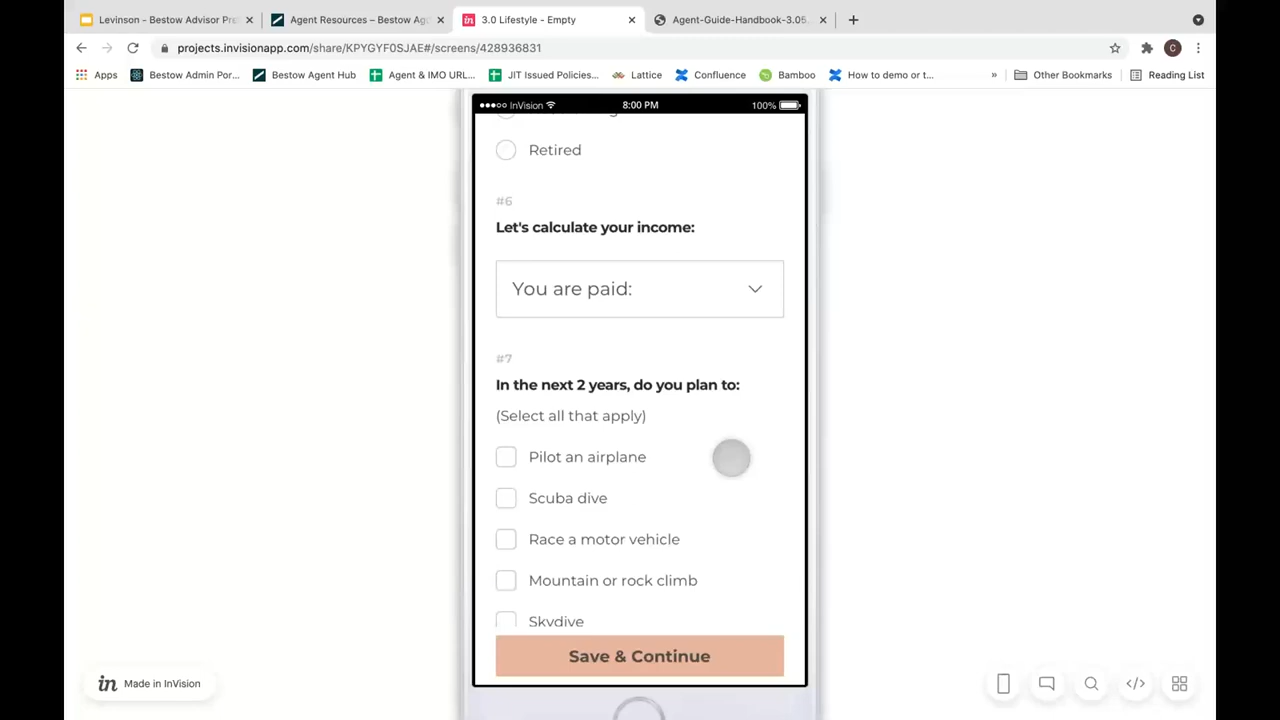 Levinson - Bestow Advisor Pre
Agent Resources – Bestow Age
3.0 Lifestyle - Empty
Agent-Guide-Handbook-3.05.
projects.invisionapp.com/share/KPYGYF0SJAE#/screens/428936831
C
Apps
Bestow Admin Por...
Bestow Agent Hub
Agent & IMO URL...
JIT Issued Policies...
Lattice
Confluence
Bamboo
How to demo or t...
»
Other Bookmarks
Reading List
InVision
8:00 PM
100%
Retired
#6
Let's calculate your income:
You are paid:
#7
In the next 2 years, do you plan to:
(Select all that apply)
Pilot an airplane
Scuba dive
Race a motor vehicle
Mountain or rock climb
Skydive
Save & Continue
in Made in InVision